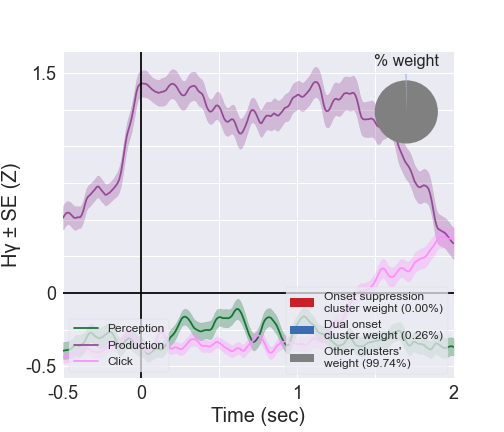 % weight
1.5
0
-0.5
Hγ ± SE (Z)
Perception
Production
Click
Onset suppression
cluster weight (0.00%)
Dual onset
cluster weight (0.26%)
Other clusters'
weight (99.74%)
-0.5
0
1
2
Time (sec)